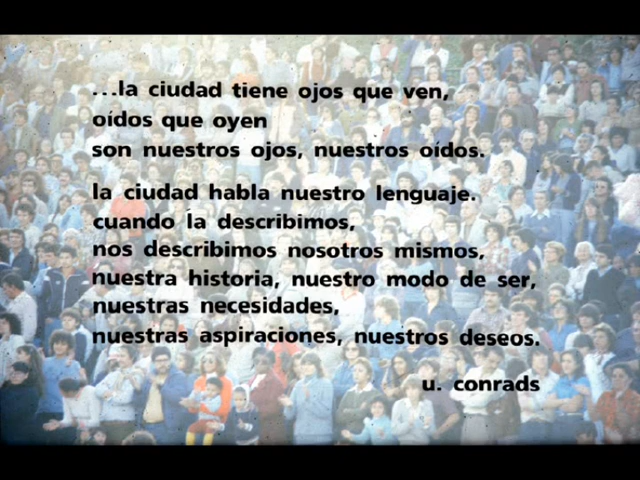 ...la ciudad tiene ojos que ven,
oídos que oyen
son nuestros ojos, nuestros oídos.
la ciudad habla nuestro lenguaje.
cuando la describimos,
nos describimos nosotros mismos,
nuestra historia, nuestro modo de ser,
nuestras necesidades,
nuestras aspiraciones, nuestros deseos.
u. conrads